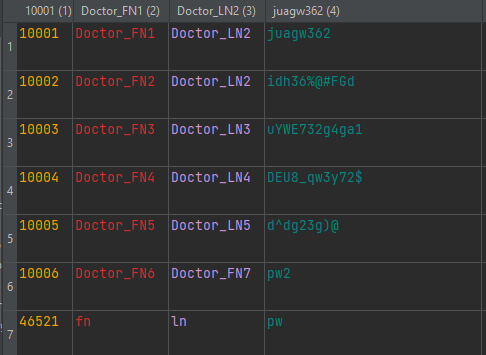 10001 (1) Doctor_FN1 (2) Doctor_LN2 (3) juagw362 (4)
1 10001 Doctor_FN1 Doctor_LN2 juagw362
2 10002 Doctor_FN2 Doctor_LN2 idh36%@#FGd
3 10003 Doctor_FN3 Doctor_LN3 uYWE732g4ga1
4 10004 Doctor_FN4 Doctor_LN4 DEU8_qw3y72$
5 10005 Doctor_FN5 Doctor_LN5 d^dg23g)@
6 10006 Doctor_FN6 Doctor_FN7 pw2
7 46521 fn ln pw